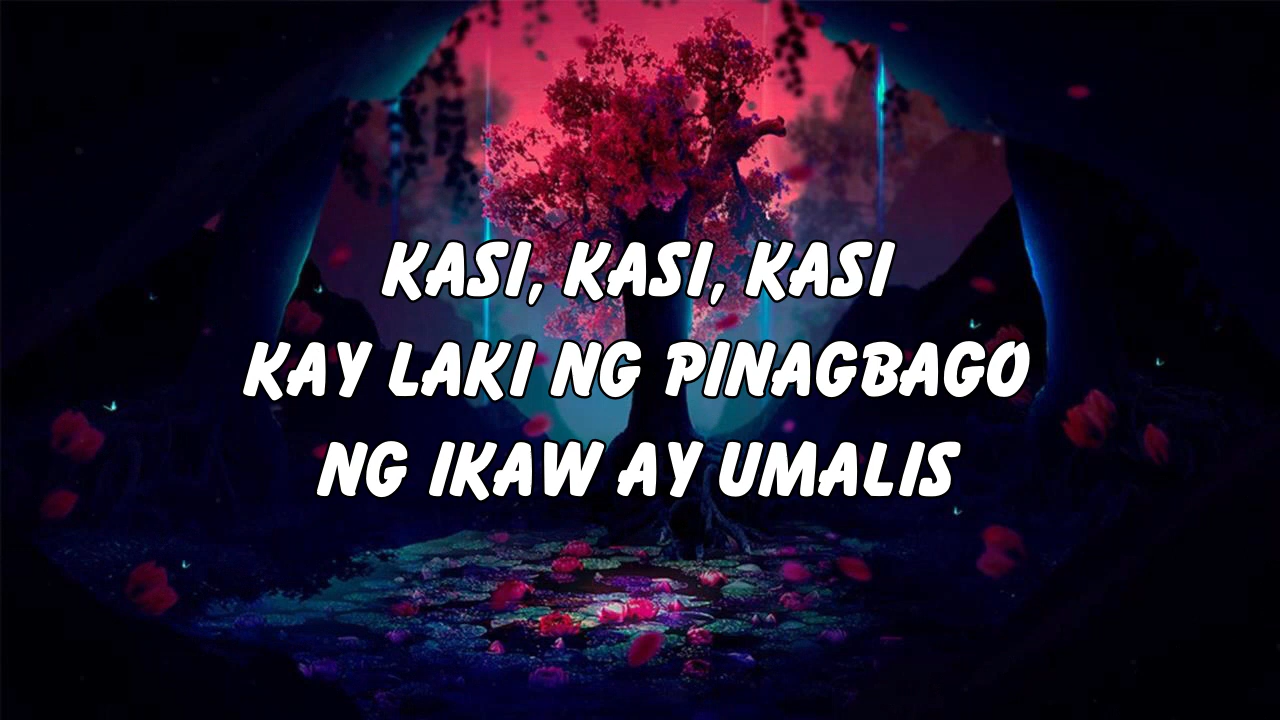 KASI, KASI, KASI
KAY LAKI NG PINAGBAGO
NG IKAW AY UMALIS